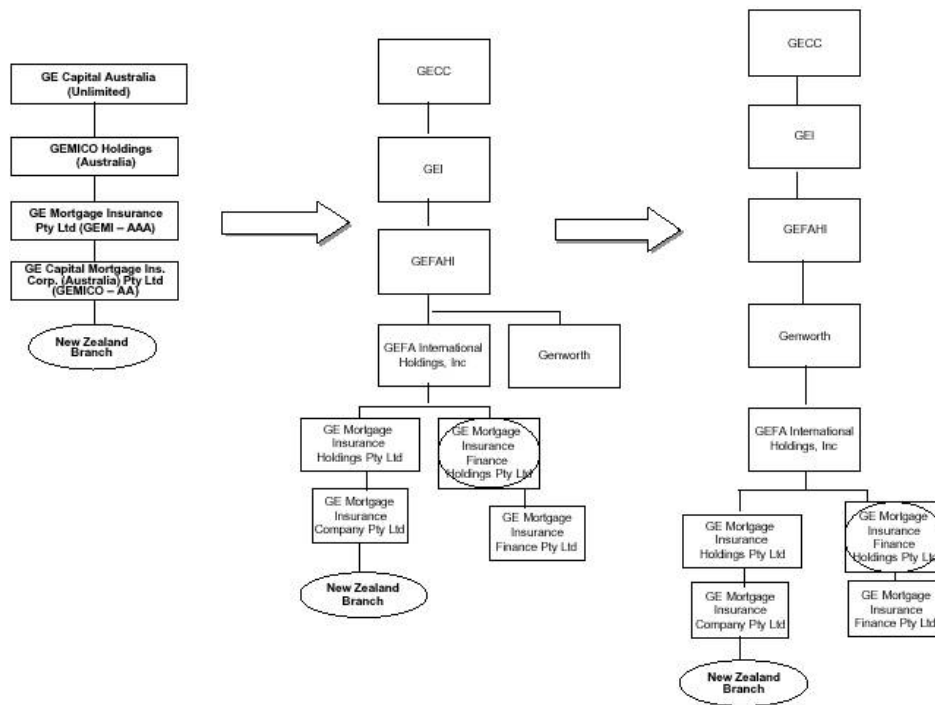 GE Capital Australia
(Unlimited)
GEMICO Holdings
(Australia)
GE Mortgage Insurance
Pty Ltd (GEMI – AAA)
GE Capital Mortgage Ins.
Corp. (Australia) Pty Ltd
(GEMICO – AA)
New Zealand
Branch
GECC
GEI
GEFAHI
GEFA International
Holdings, Inc
Genworth
GE Mortgage
Insurance
Holdings Pty Ltd
GE Mortgage
Insurance
Finance
Holdings Pty Ltd
GE Mortgage
Insurance
Company Pty Ltd
GE Mortgage
Insurance
Finance Pty Ltd
New Zealand
Branch
GECC
GEI
GEFAHI
Genworth
GEFA International
Holdings, Inc
GE Mortgage
Insurance
Holdings Pty Ltd
GE Mortgage
Insurance
Finance
Holdings Pty Ltd
GE Mortgage
Insurance
Company Pty Ltd
GE Mortgage
Insurance
Finance Pty Ltd
New Zealand
Branch